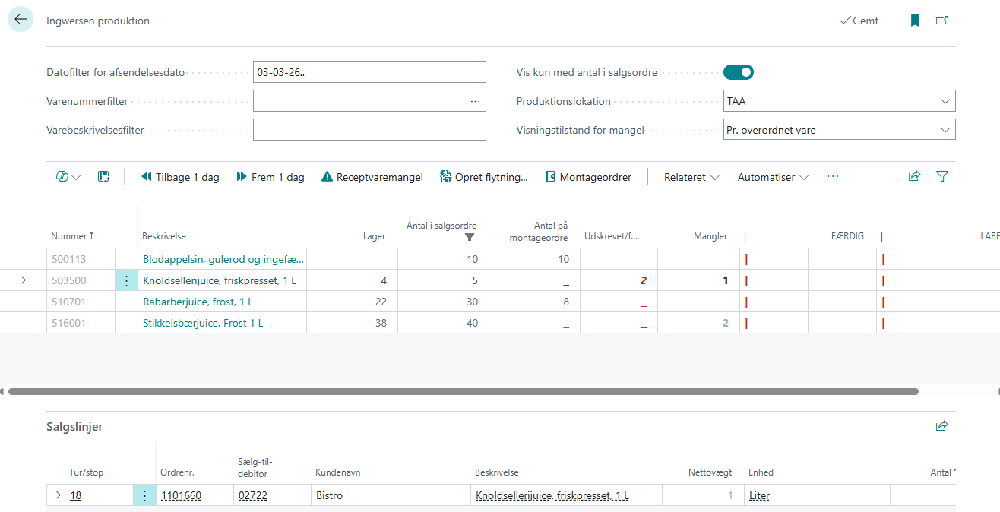 Ingwersen produktion
Gemt
Datofilter for afsendelsesdato
03-03-26..
Vis kun med antal i salgsordre
Varenummerfilter
...
Produktionslokation
TAA
Varebeskrivelsesfilter
Visningstilstand for mangel
Pr. overordnet vare
Tilbage 1 dag
Frem 1 dag
Receptvaremangel
Opret flytning...
Montageordrer
Relateret
Automatiser
...
Nummer ↑
Beskrivelse
Lager
Antal i salgsordre
Antal på montageordre
Udskrevet/f...
Mangler
|
FÆRDIG
|
LABE
500113 Blodappelsin, gulerod og ingefæ... _ 10 10 _ | |
503500 Knoldsellerijuice, friskpresset, 1 L 4 5 _ 2 1 | |
510701 Rabarberjuice, frost, 1 L 22 30 8 _ | |
516001 Stikkelsbærjuice, Frost 1 L 38 40 _ _ 2 | |
Salgslinjer
Tur/stop
Ordrenr.
Sælg-til-
debitor
Kundenavn
Beskrivelse
Nettovægt
Enhed
Antal
18 1101660 02722 Bistro Knoldsellerijuice, friskpresset, 1 L 1 Liter